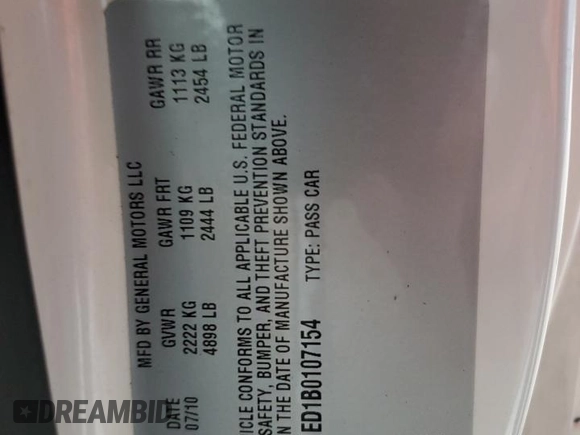 MFD BY GENERAL MOTORS LLC
DATE GVWR GAWR FRT GAWR RR
07/10 2222 KG 1109 KG 1113 KG
4898 LB 2444 LB 2454 LB
ICLE CONFORMS TO ALL APPLICABLE U.S. FEDERAL MOTOR
SAFETY, BUMPER, AND THEFT PREVENTION STANDARDS IN
N THE DATE OF MANUFACTURE SHOWN ABOVE.
ED1B0107154 TYPE: PASS CAR
DREAMBID